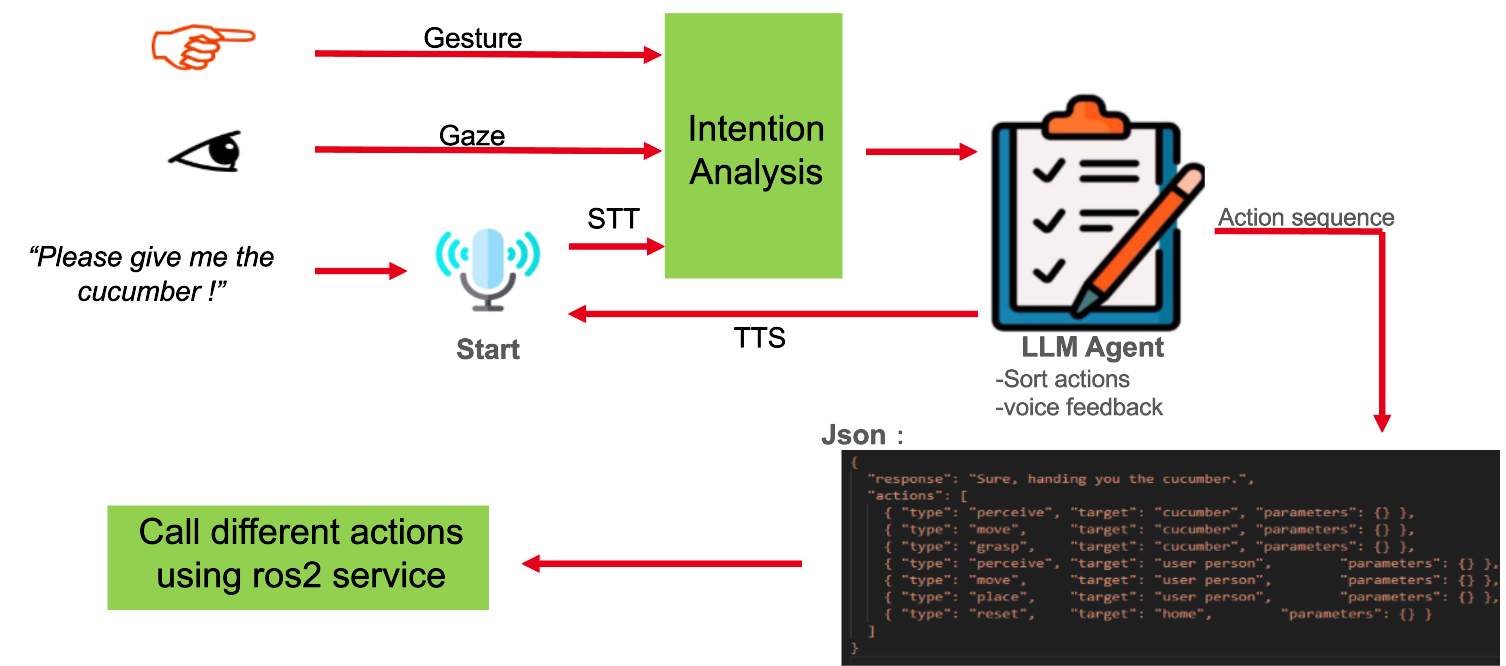 Gesture
Gaze
STT
“Please give me the
cucumber !”
Start
Intention
Analysis
TTS
LLM Agent
-Sort actions
-voice feedback
Action sequence
Json :
{
"response": "Sure, handing you the cucumber.",
"actions": [
{ "type": "perceive", "target": "cucumber", "parameters": {} },
{ "type": "move", "target": "cucumber", "parameters": {} },
{ "type": "grasp", "target": "cucumber", "parameters": {} },
{ "type": "perceive", "target": "user person", "parameters": {} },
{ "type": "move", "target": "user person", "parameters": {} },
{ "type": "place", "target": "user person", "parameters": {} },
{ "type": "reset", "target": "home", "parameters": {} }
]
}
Call different actions
using ros2 service